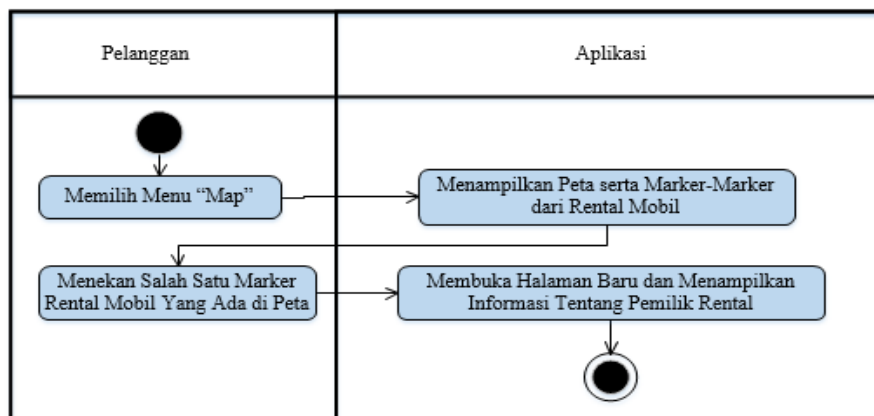 Pelanggan
Aplikasi
Memilih Menu “Map”
Menampilkan Peta serta Marker-Marker
dari Rental Mobil
Menekan Salah Satu Marker
Rental Mobil Yang Ada di Peta
Membuka Halaman Baru dan Menampilkan
Informasi Tentang Pemilik Rental